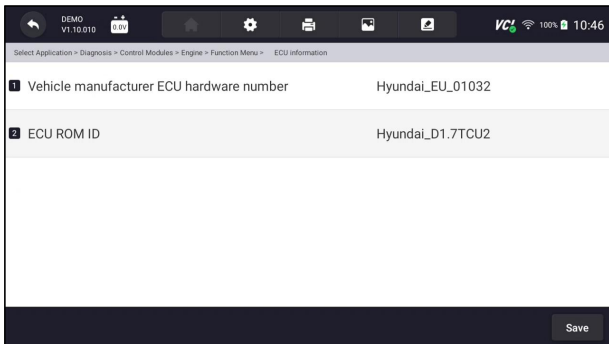 DEMO
V1.10.010
0.0V
VCI 100% 10:46
Select Application > Diagnosis > Control Modules > Engine > Function Menu > ECU information
1 Vehicle manufacturer ECU hardware number Hyundai_EU_01032
2 ECU ROM ID Hyundai_D1.7TCU2
Save